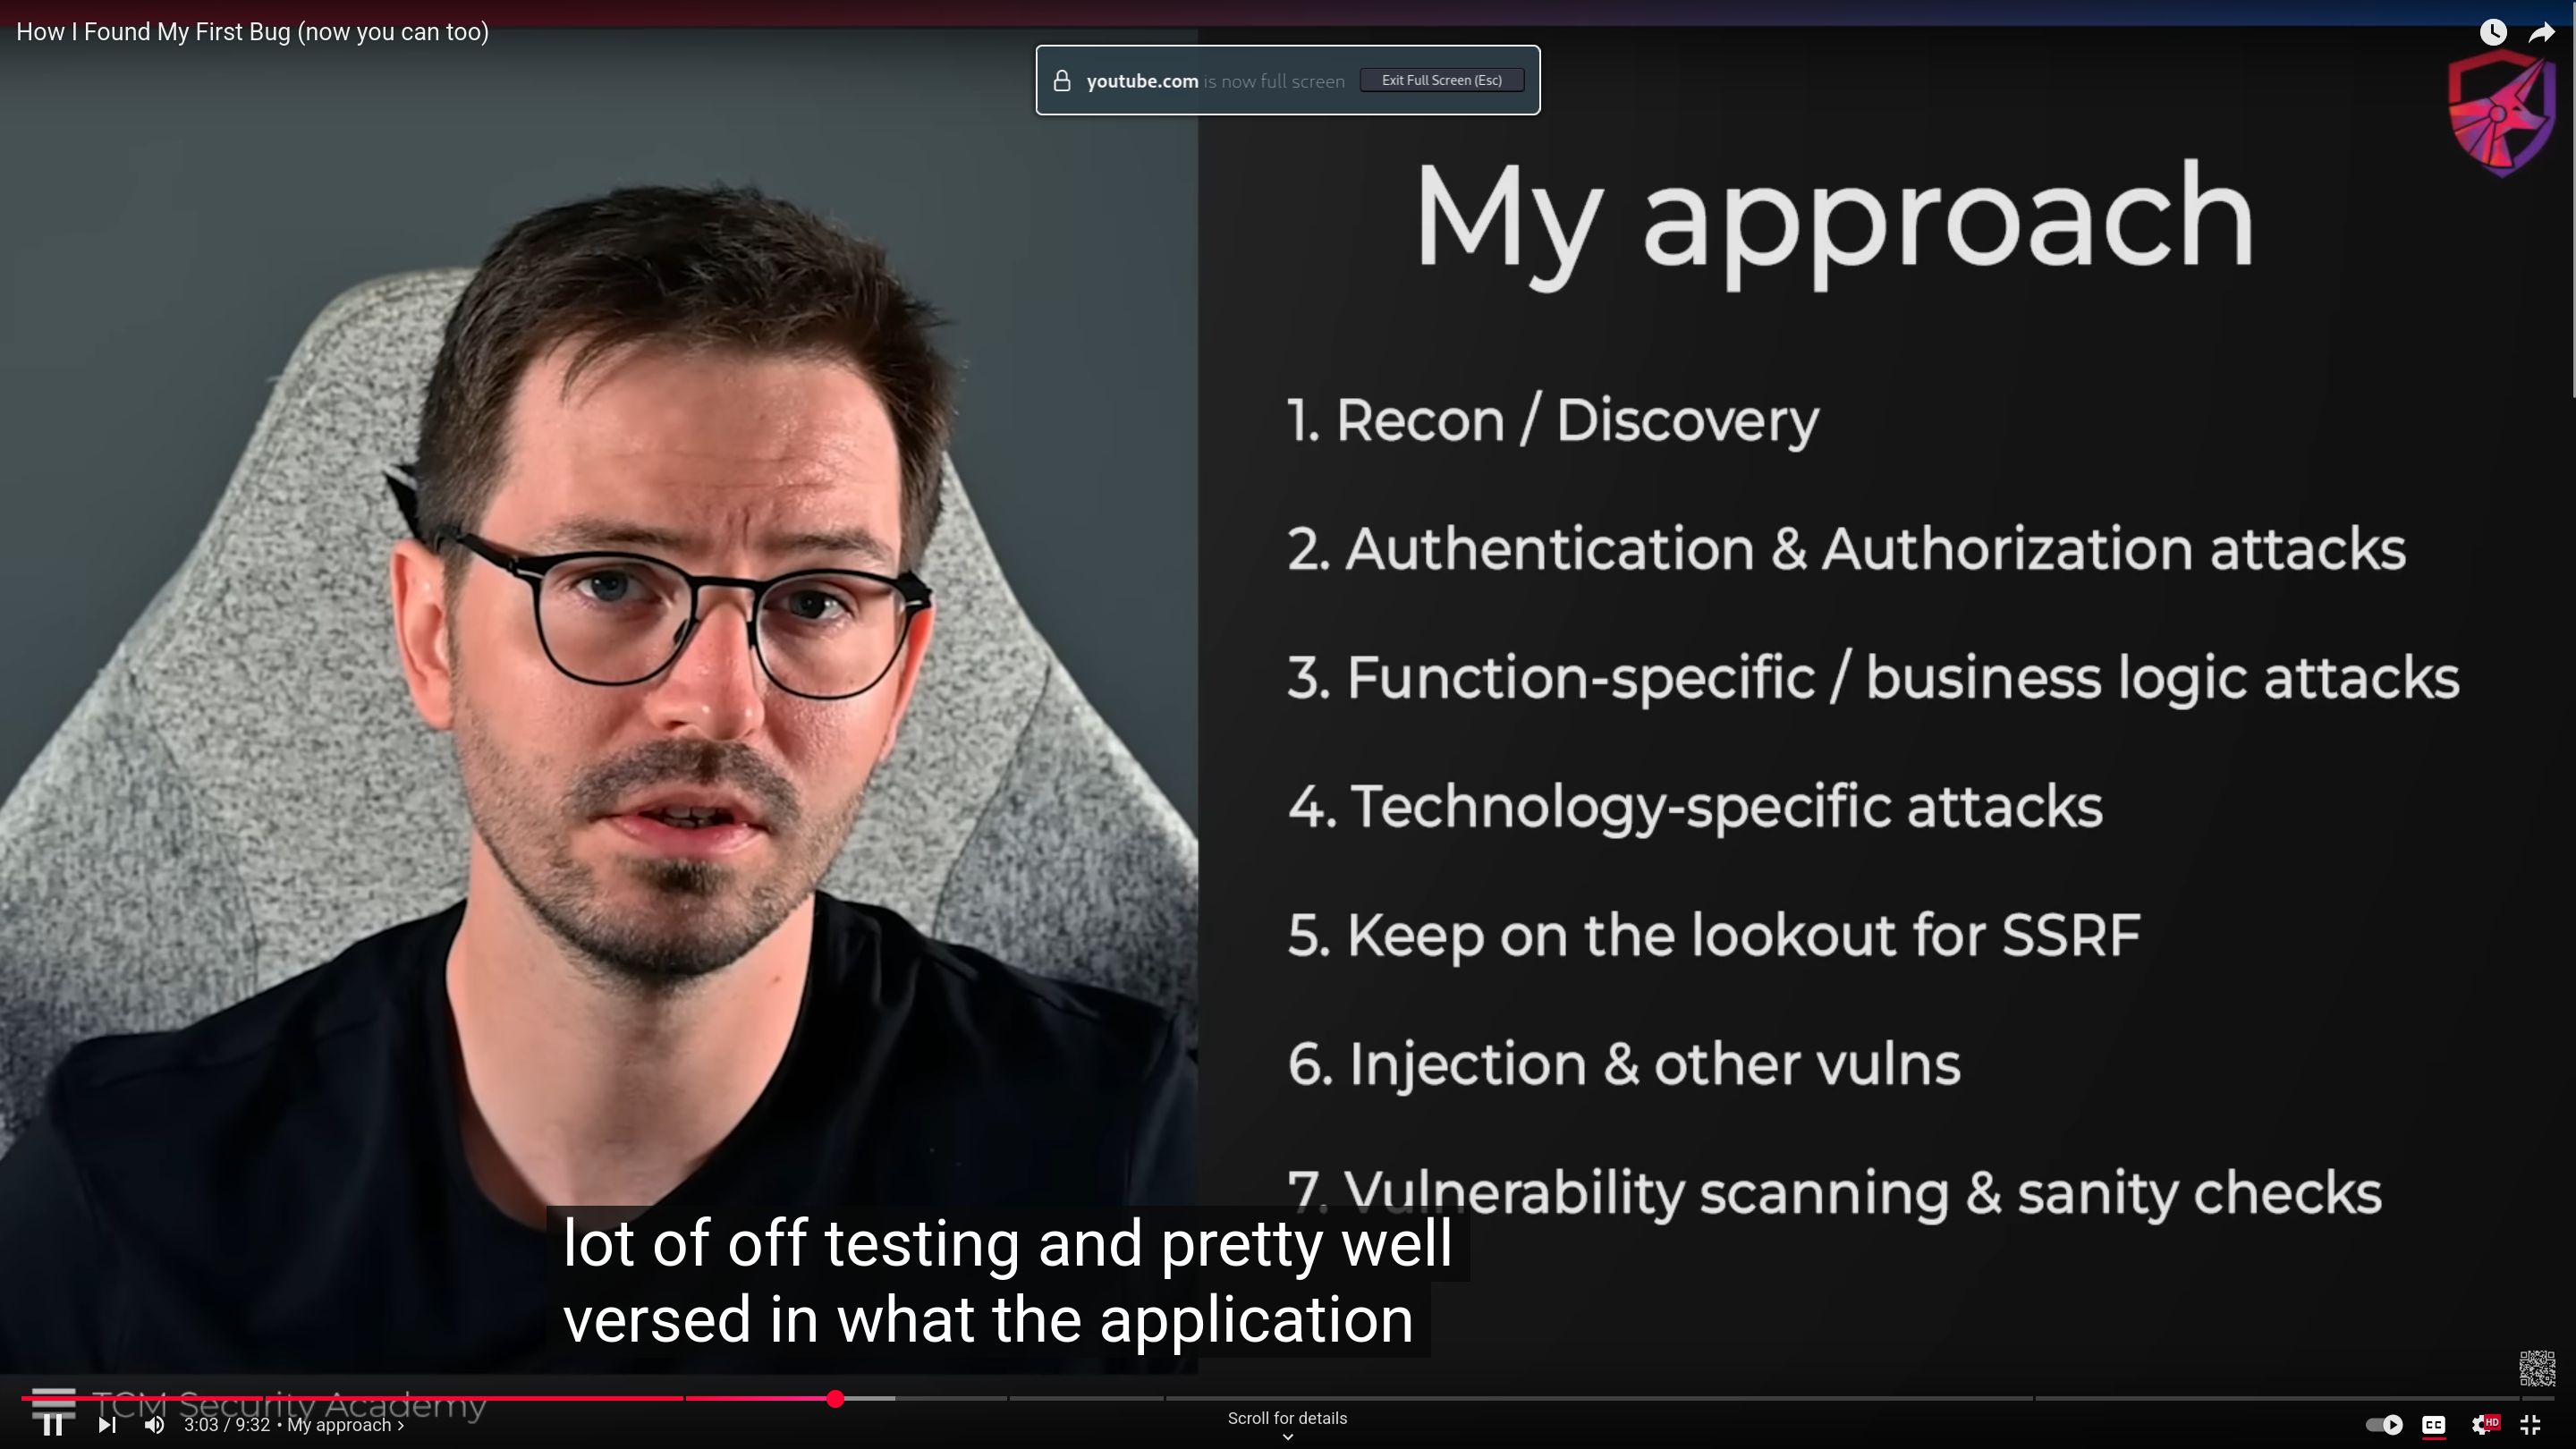 How I Found My First Bug (now you can too)
youtube.com is now full screen
Exit Full Screen (Esc)
My approach
1. Recon / Discovery
2. Authentication & Authorization attacks
3. Function-specific / business logic attacks
4. Technology-specific attacks
5. Keep on the lookout for SSRF
6. Injection & other vulns
7. Vulnerability scanning & sanity checks
lot of off testing and pretty well
versed in what the application
TCM Security Academy
3:03 / 9:32 • My approach
Scroll for details
CC
HD